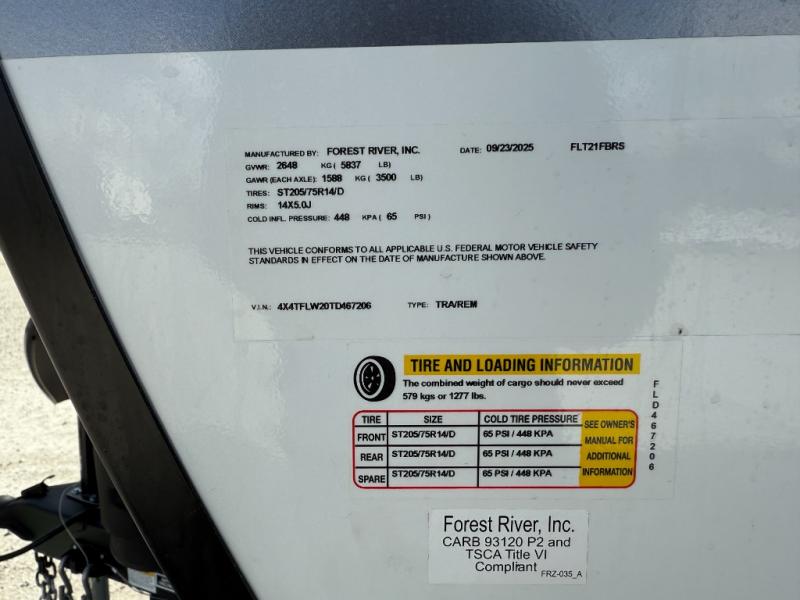 MANUFACTURED BY: FOREST RIVER, INC. DATE: 09/23/2025 FLT21FBRS
GVWR: 2648 KG ( 5837 LB)
GAWR (EACH AXLE): 1588 KG ( 3500 LB)
TIRES: ST205/75R14/D
RIMS: 14X5.0J
COLD INFL. PRESSURE: 448 KPA ( 65 PSI )
THIS VEHICLE CONFORMS TO ALL APPLICABLE U.S. FEDERAL MOTOR VEHICLE SAFETY
STANDARDS IN EFFECT ON THE DATE OF MANUFACTURE SHOWN ABOVE.
V.I.N.: 4X4TFLW20TD467206 TYPE: TRA/REM
TIRE AND LOADING INFORMATION
The combined weight of cargo should never exceed
579 kgs or 1277 lbs.
TIRE SIZE COLD TIRE PRESSURE
FRONT ST205/75R14/D 65 PSI / 448 KPA
REAR ST205/75R14/D 65 PSI / 448 KPA
SPARE ST205/75R14/D 65 PSI / 448 KPA
SEE OWNER'S
MANUAL FOR
ADDITIONAL
INFORMATION
FLD467206
Forest River, Inc.
CARB 93120 P2 and
TSCA Title VI
Compliant
FRZ-035_A